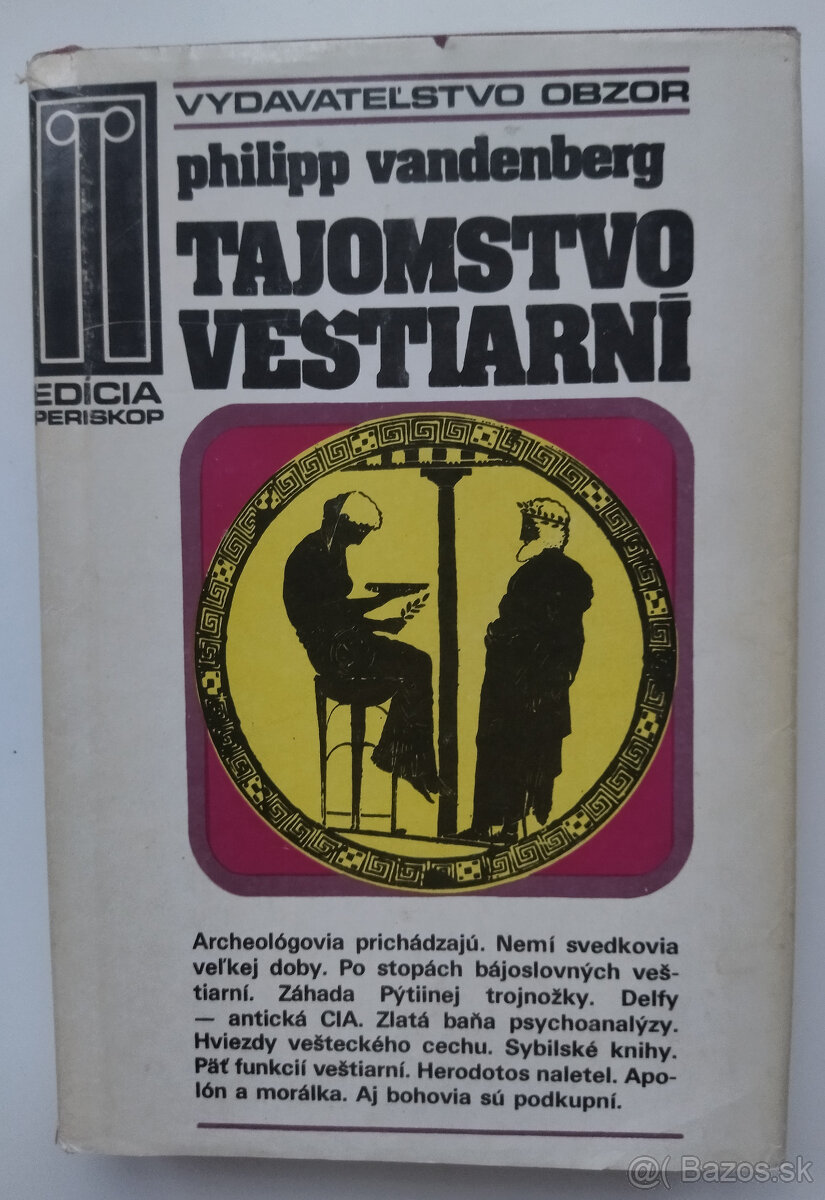 VYDAVATEĽSTVO OBZOR
philipp vandenberg
TAJOMSTVO
VEŠTIARNÍ
EDÍCIA
PERISKOP
Archeológovia prichádzajú. Nemí svedkovia
veľkej doby. Po stopách bájoslovných veš-
tiarní. Záhada Pýtiinej trojnožky. Delfy
— antická CIA. Zlatá baňa psychoanalýzy.
Hviezdy vešteckého cechu. Sybilské knihy.
Päť funkcií veštiarní. Herodotos naletel. Apo-
lón a morálka. Aj bohovia sú podkupní.
@( Bazos.sk